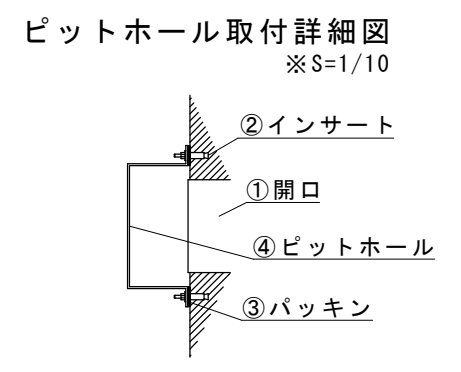 ピットホール取付詳細図
※S=1/10
②インサート
①開口
④ピットホール
③パッキン